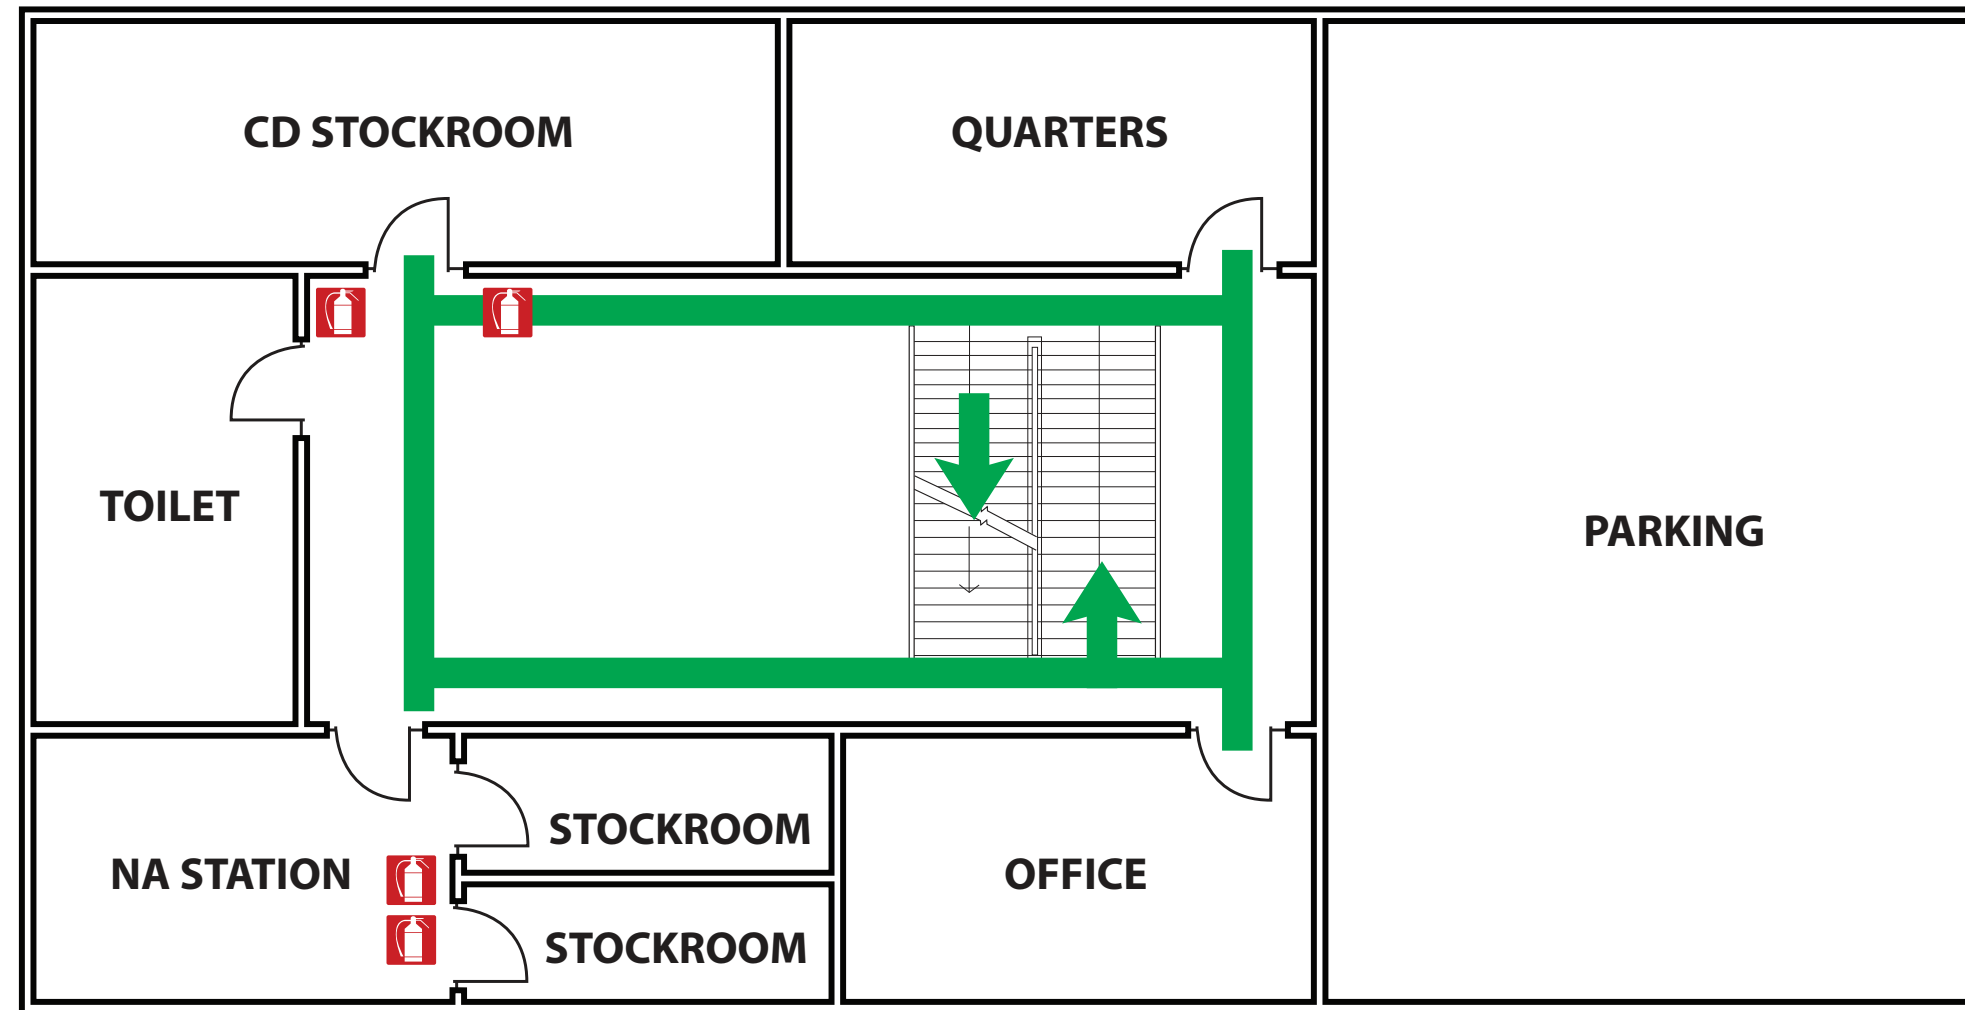 CD STOCKROOM
QUARTERS
TOILET
PARKING
STOCKROOM
NA STATION
OFFICE
STOCKROOM